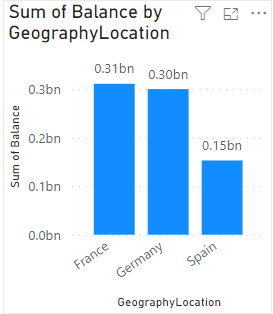 Sum of Balance by
GeographyLocation
0.31bn
0.30bn
0.15bn
0.3bn
0.2bn
0.1bn
0.0bn
Sum of Balance
France
Germany
Spain
GeographyLocation